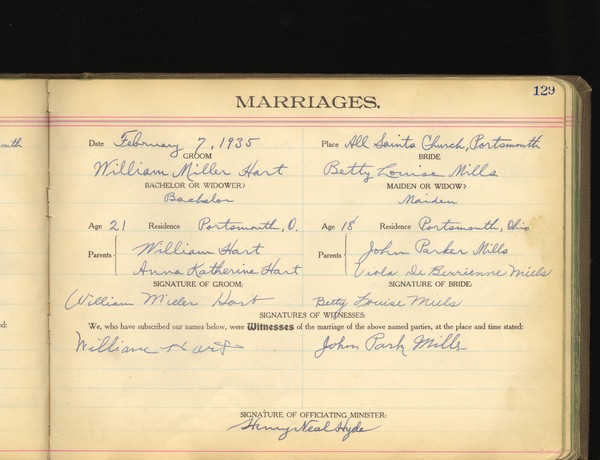 129
MARRIAGES.
Date February 7, 1935 Place All Saints Church, Portsmouth
GROOM BRIDE
William Miller Hart Betty Louise Mills
BACHELOR OR WIDOWER? MAIDEN OR WIDOW?
Bachelor Maiden
Age 21 Residence Portsmouth, O. Age 18 Residence Portsmouth, Ohio
Parents William Hart Parents John Parker Mills
Anna Katherine Hart Viola De Berrienne Mills
SIGNATURE OF GROOM: SIGNATURE OF BRIDE:
William Miller Hart Betty Louise Mills
SIGNATURES OF WITNESSES:
We, who have subscribed our names below, were Witnesses of the marriage of the above named parties, at the place and time stated:
William Hart John Park Mills
SIGNATURE OF OFFICIATING MINISTER:
Henry Neal Hyde